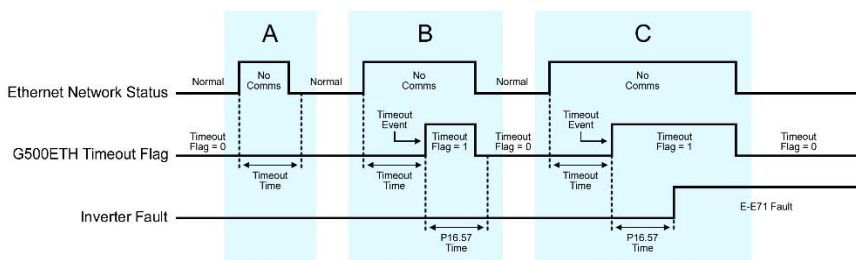 A
B
C
Ethernet Network Status
Normal
No
Comms
Normal
No
Comms
Normal
No
Comms
G500ETH Timeout Flag
Timeout
Flag = 0
Timeout
Time
Timeout
Event
Timeout
Flag = 1
Timeout
Flag = 0
Timeout
Time
Timeout
Event
Timeout
Flag = 1
Timeout
Flag = 0
Timeout
Time
Inverter Fault
P16.57
Time
P16.57
Time
E-E71 Fault